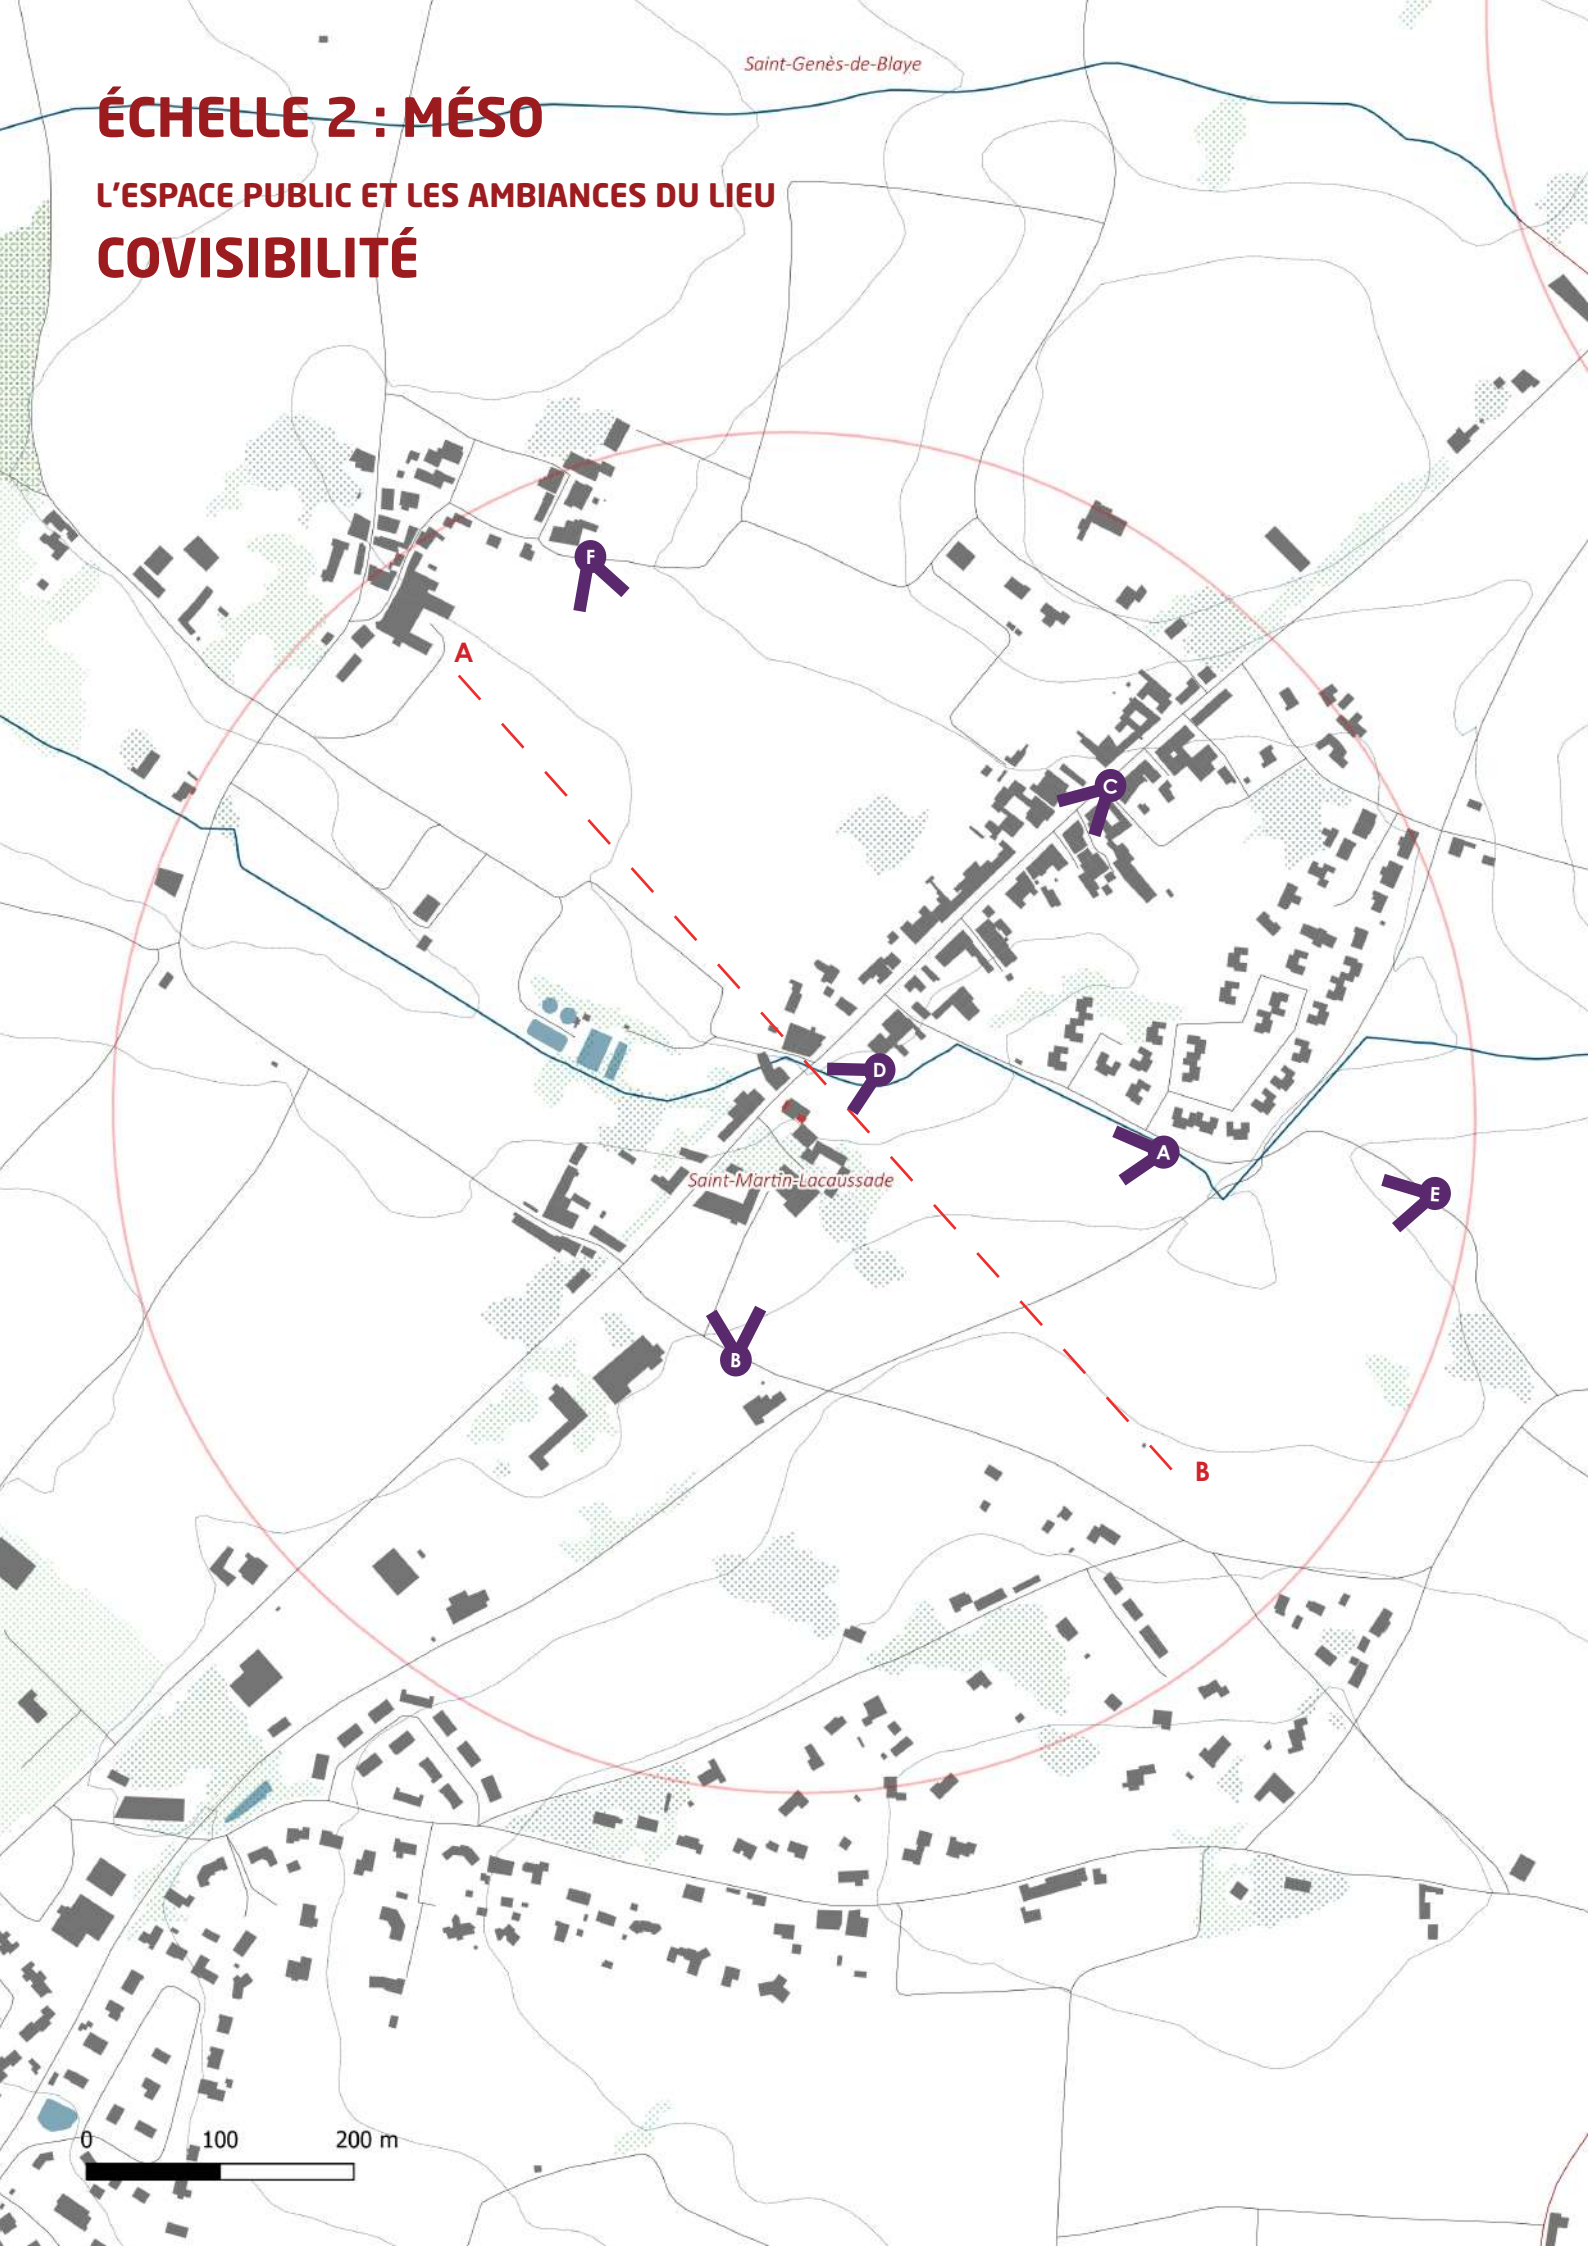 Saint-Genès-de-Blaye
ÉCHELLE 2 : MÉSO
L'ESPACE PUBLIC ET LES AMBIANCES DU LIEU
COVISIBILITÉ
F
A
C
D
A
Saint-Martin-Lacaussade
E
B
B
0 100 200 m